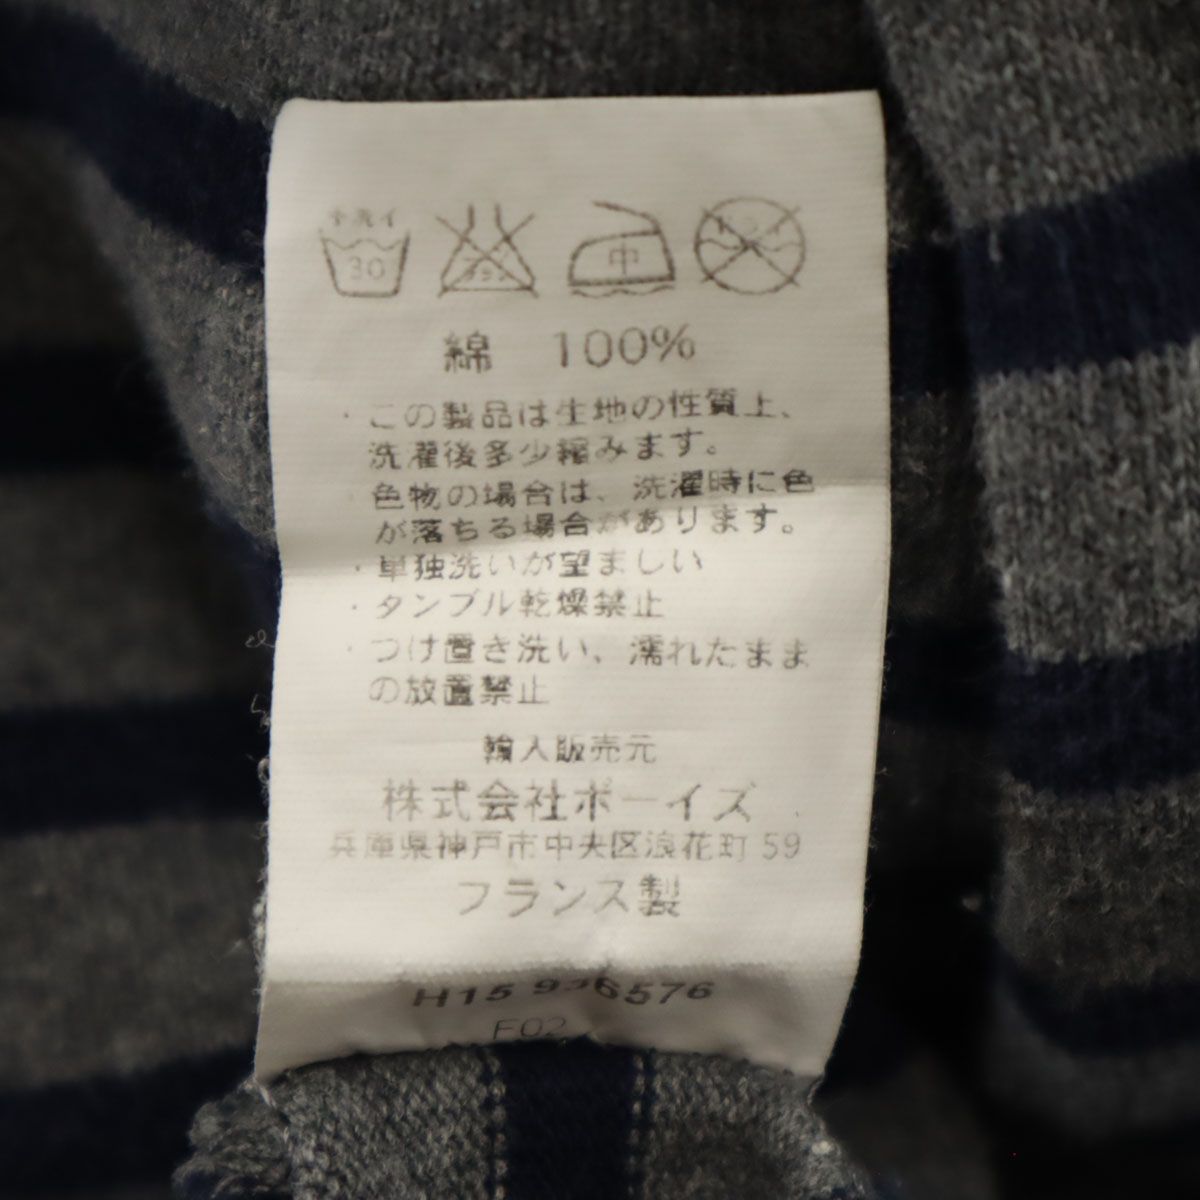 水洗イ
30
中
綿 100%
・この製品は生地の性質上、
洗濯後多少縮みます。
・色物の場合は、洗濯時に色
が落ちる場合があります。
・単独洗いが望ましい
・タンブル乾燥禁止
・つけ置き洗い、濡れたまま
の放置禁止
輸入販売元
株式会社ボーイズ
兵庫県神戸市中央区浪花町 59
フランス製
H15
F02